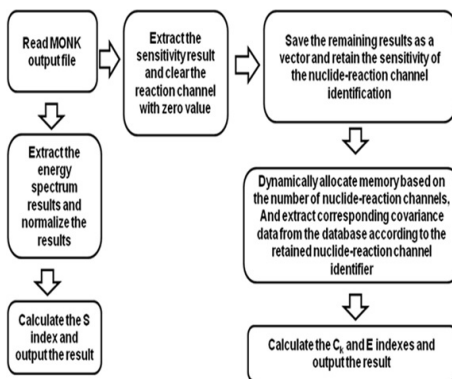 Read MONK
output file
Extract the
sensitivity result
and clear the
reaction channel
with zero value
Save the remaining results as a
vector and retain the sensitivity of
the nuclide-reaction channel
identification
Extract the
energy
spectrum
results and
normalize the
results
Dynamically allocate memory based on
the number of nuclide-reaction channels,
And extract corresponding covariance
data from the database according to the
retained nuclide-reaction channel
identifier
Calculate the S
index and
output the result
Calculate the Cₖ and E indexes and
output the result